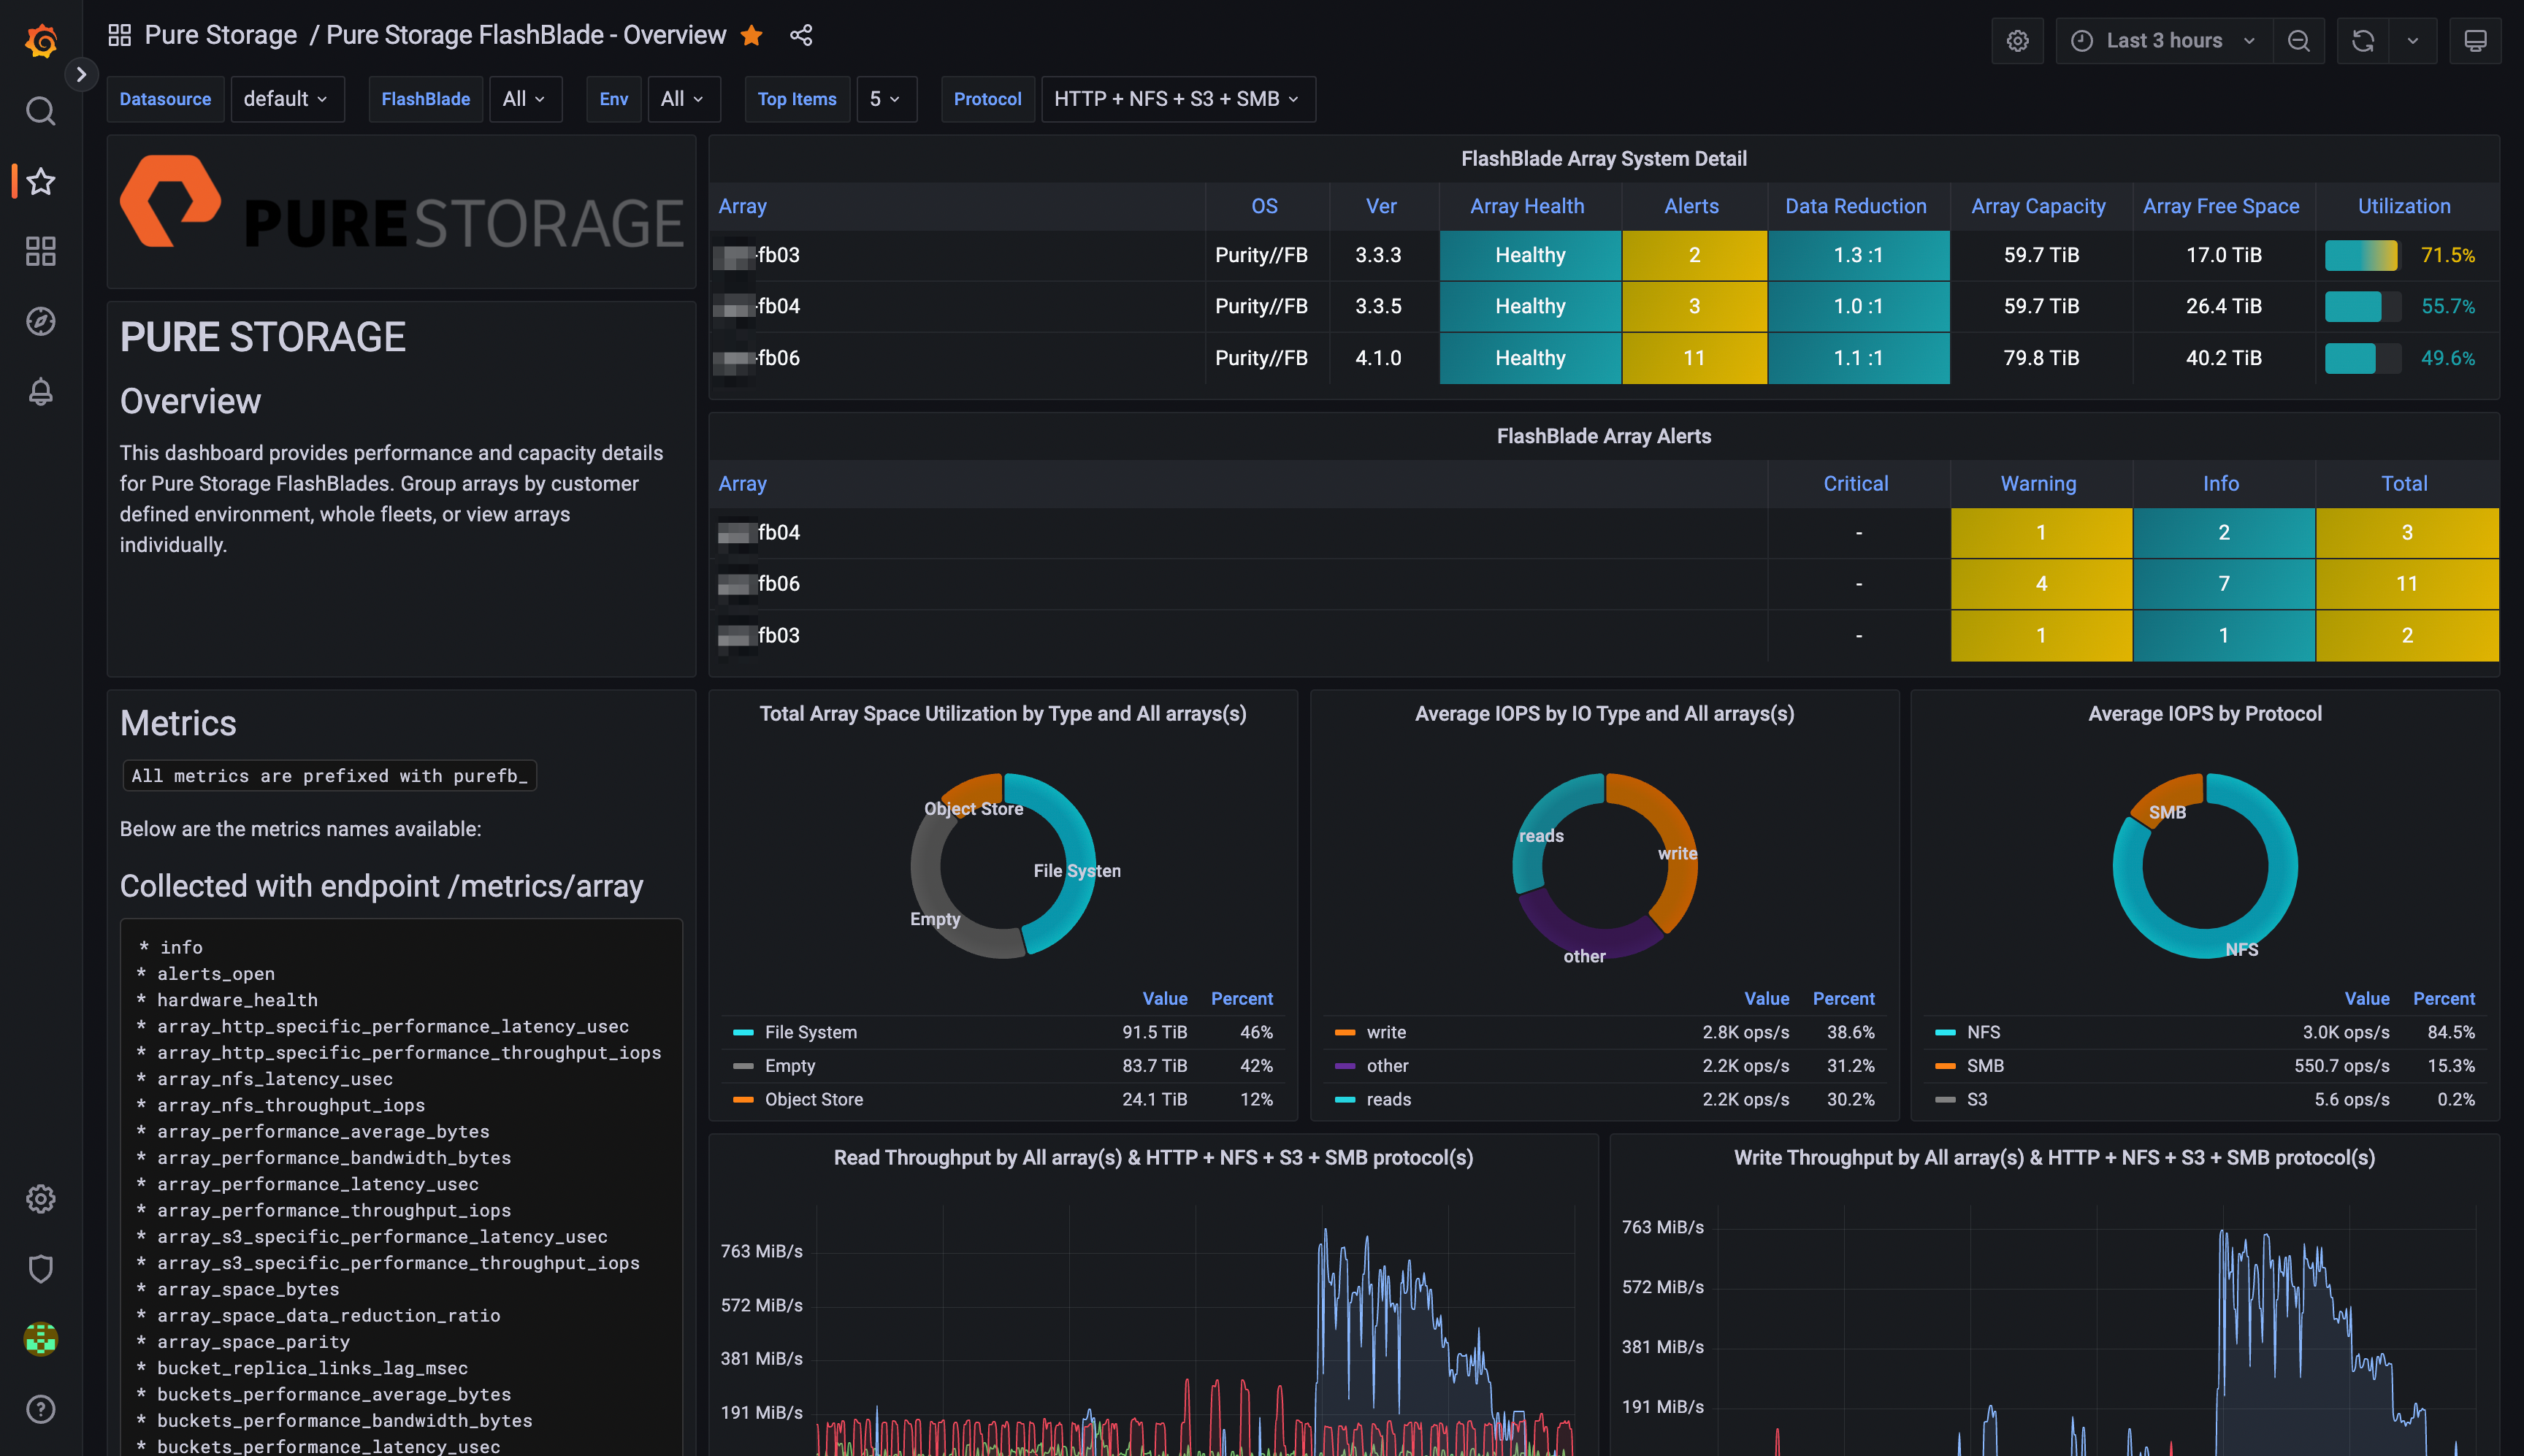 Pure Storage / Pure Storage FlashBlade - Overview
Last 3 hours
Datasource default FlashBlade All Env All Top Items 5 Protocol HTTP + NFS + S3 + SMB
PURESTORAGE
PURE STORAGE
Overview
This dashboard provides performance and capacity details
for Pure Storage FlashBlades. Group arrays by customer
defined environment, whole fleets, or view arrays
individually.
FlashBlade Array System Detail
Array OS Ver Array Health Alerts Data Reduction Array Capacity Array Free Space Utilization
-fb03 Purity//FB 3.3.3 Healthy 2 1.3 :1 59.7 TiB 17.0 TiB 71.5%
-fb04 Purity//FB 3.3.5 Healthy 3 1.0 :1 59.7 TiB 26.4 TiB 55.7%
-fb06 Purity//FB 4.1.0 Healthy 11 1.1 :1 79.8 TiB 40.2 TiB 49.6%
FlashBlade Array Alerts
Array Critical Warning Info Total
fb04 - 1 2 3
fb06 - 4 7 11
fb03 - 1 1 2
Metrics
All metrics are prefixed with purefb_
Below are the metrics names available:
Collected with endpoint /metrics/array
* info
* alerts_open
* hardware_health
* array_http_specific_performance_latency_usec
* array_http_specific_performance_throughput_iops
* array_nfs_latency_usec
* array_nfs_throughput_iops
* array_performance_average_bytes
* array_performance_bandwidth_bytes
* array_performance_latency_usec
* array_performance_throughput_iops
* array_s3_specific_performance_latency_usec
* array_s3_specific_performance_throughput_iops
* array_space_bytes
* array_space_data_reduction_ratio
* array_space_parity
* bucket_replica_links_lag_msec
* buckets_performance_average_bytes
* buckets_performance_bandwidth_bytes
* buckets_performance_latency_usec
Total Array Space Utilization by Type and All arrays(s)
Object Store
File Systen
Empty
Value Percent
File System 91.5 TiB 46%
Empty 83.7 TiB 42%
Object Store 24.1 TiB 12%
Average IOPS by IO Type and All arrays(s)
reads
write
other
Value Percent
write 2.8K ops/s 38.6%
other 2.2K ops/s 31.2%
reads 2.2K ops/s 30.2%
Average IOPS by Protocol
SMB
NFS
Value Percent
NFS 3.0K ops/s 84.5%
SMB 550.7 ops/s 15.3%
S3 5.6 ops/s 0.2%
Read Throughput by All array(s) & HTTP + NFS + S3 + SMB protocol(s)
763 MiB/s
572 MiB/s
381 MiB/s
191 MiB/s
Write Throughput by All array(s) & HTTP + NFS + S3 + SMB protocol(s)
763 MiB/s
572 MiB/s
381 MiB/s
191 MiB/s